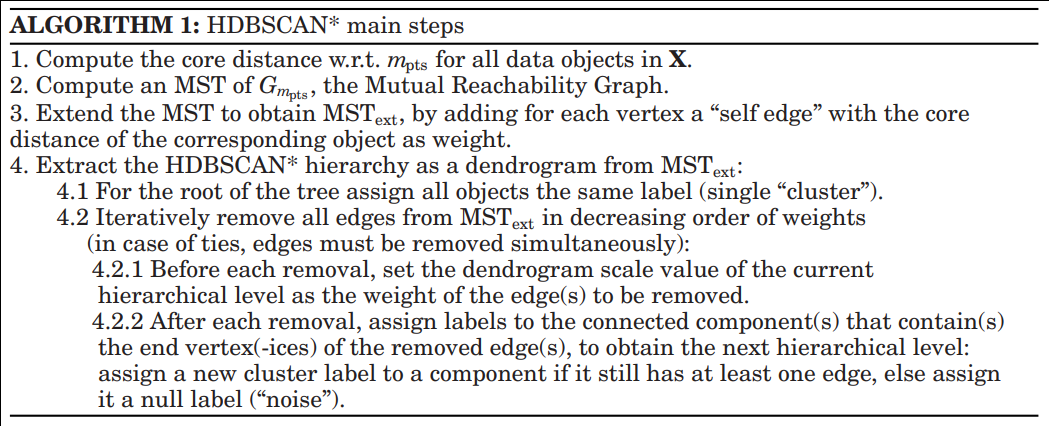 ALGORITHM 1: HDBSCAN* main steps
1. Compute the core distance w.r.t. mpts for all data objects in X.
2. Compute an MST of Gmpts, the Mutual Reachability Graph.
3. Extend the MST to obtain MSText, by adding for each vertex a “self edge” with the core
distance of the corresponding object as weight.
4. Extract the HDBSCAN* hierarchy as a dendrogram from MSText:
4.1 For the root of the tree assign all objects the same label (single “cluster”).
4.2 Iteratively remove all edges from MSText in decreasing order of weights
(in case of ties, edges must be removed simultaneously):
4.2.1 Before each removal, set the dendrogram scale value of the current
hierarchical level as the weight of the edge(s) to be removed.
4.2.2 After each removal, assign labels to the connected component(s) that contain(s)
the end vertex(-ices) of the removed edge(s), to obtain the next hierarchical level:
assign a new cluster label to a component if it still has at least one edge, else assign
it a null label (“noise”).